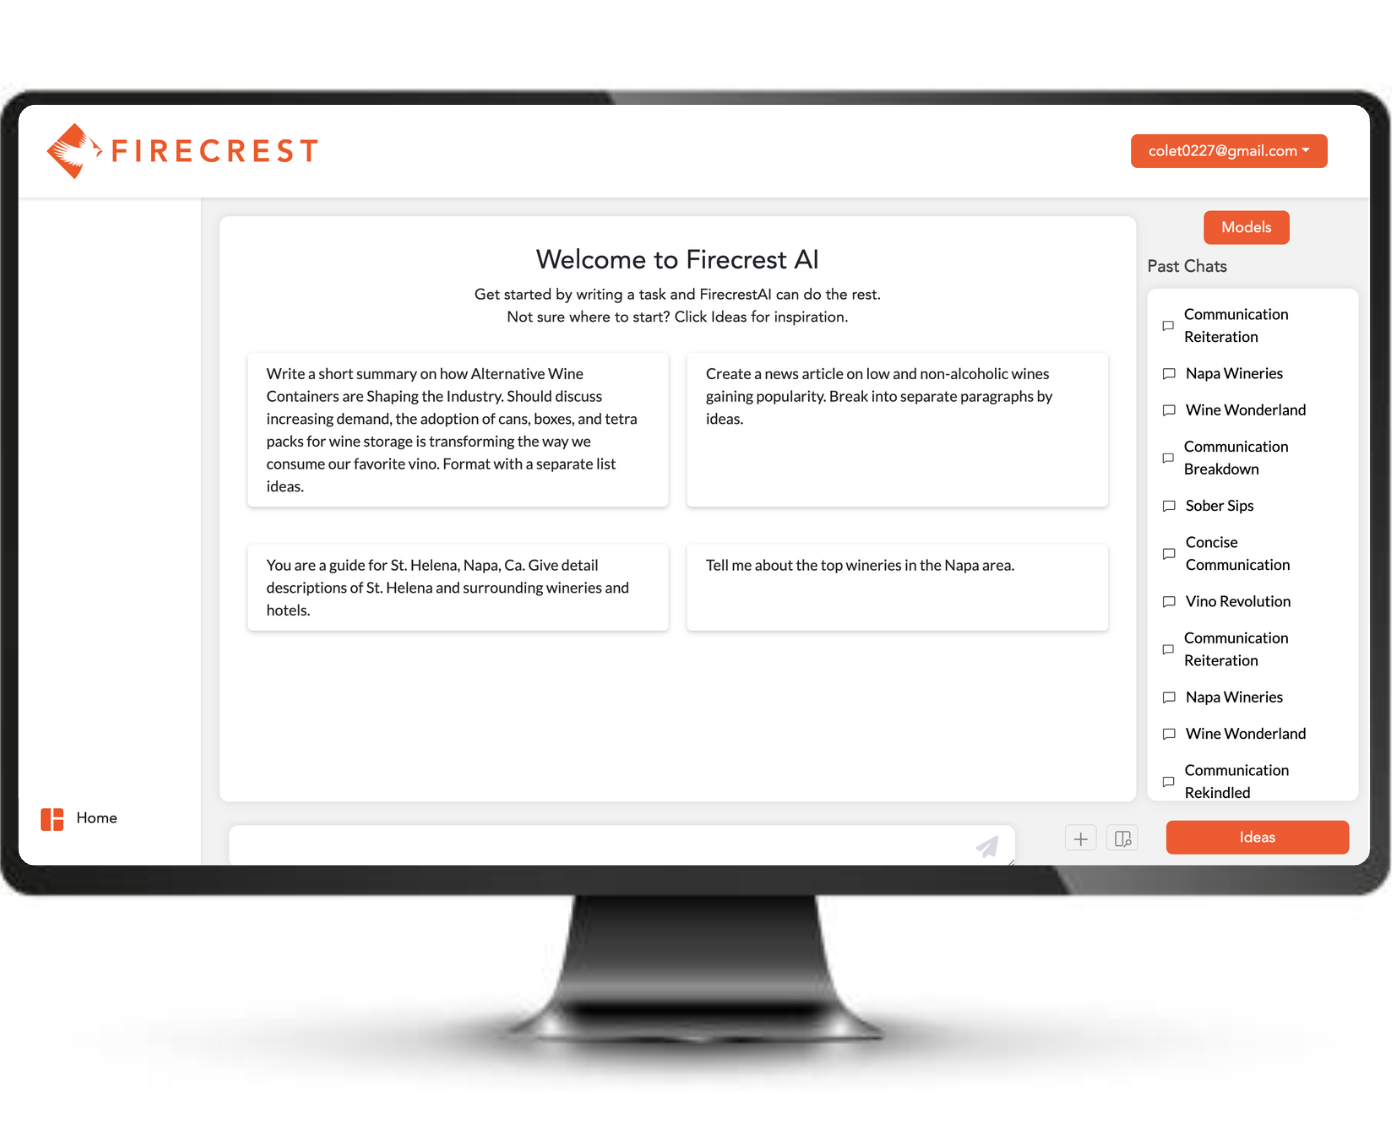 FIRECREST
colet0227@gmail.com
Models
Past Chats
Welcome to Firecrest AI
Get started by writing a task and FirecrestAI can do the rest.
Not sure where to start? Click Ideas for inspiration.
Write a short summary on how Alternative Wine
Containers are Shaping the Industry. Should discuss
increasing demand, the adoption of cans, boxes, and tetra
packs for wine storage is transforming the way we
consume our favorite vino. Format with a separate list
ideas.
Create a news article on low and non-alcoholic wines
gaining popularity. Break into separate paragraphs by
ideas.
You are a guide for St. Helena, Napa, Ca. Give detail
descriptions of St. Helena and surrounding wineries and
hotels.
Tell me about the top wineries in the Napa area.
Communication
Reiteration
Napa Wineries
Wine Wonderland
Communication
Breakdown
Sober Sips
Concise
Communication
Vino Revolution
Communication
Reiteration
Napa Wineries
Wine Wonderland
Communication
Rekindled
Home
Ideas